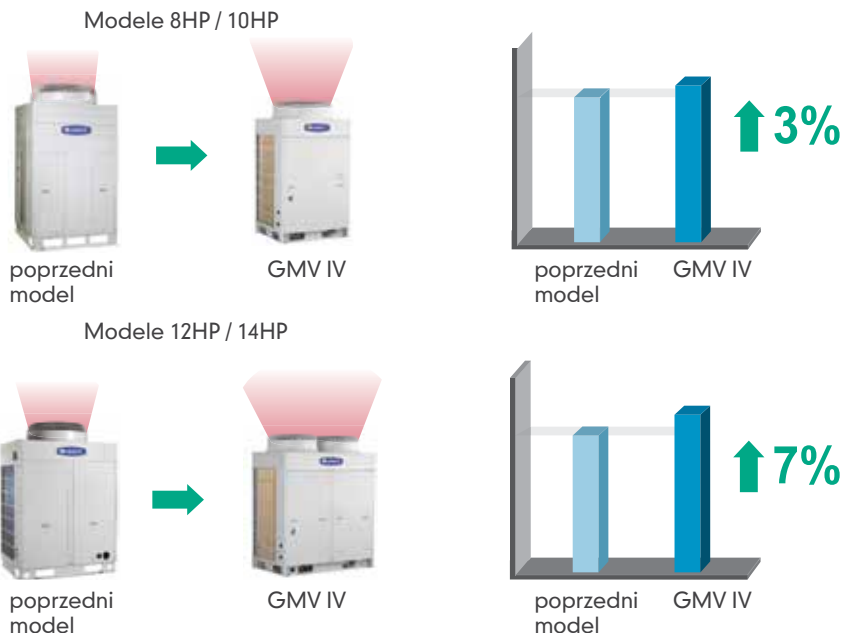 Modele 8HP / 10HP
3%
poprzedni
model
GMV IV
poprzedni
model
GMV IV
Modele 12HP / 14HP
7%
poprzedni
model
GMV IV
poprzedni
model
GMV IV